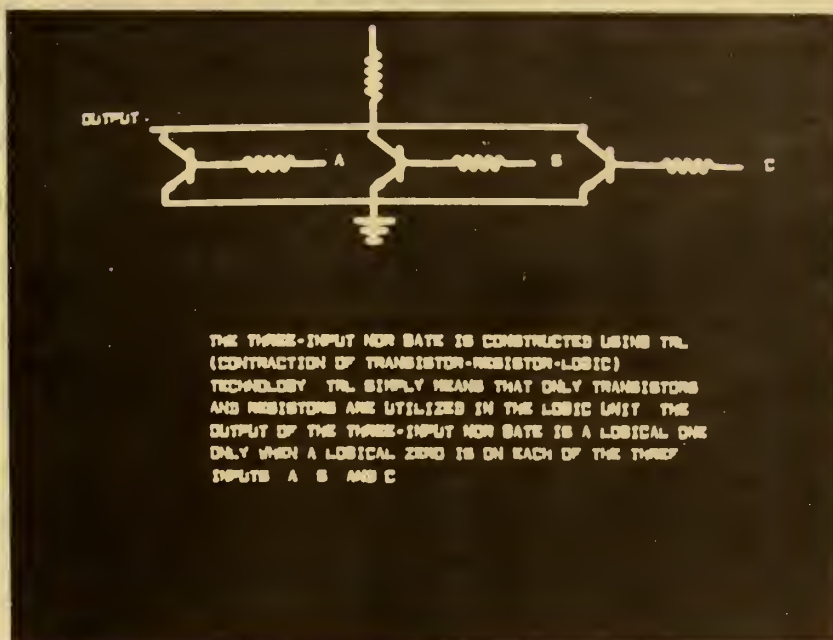 OUTPUT
A B C
THE THREE-INPUT NOR GATE IS CONSTRUCTED USING TRL
(CONTRACTION OF TRANSISTOR-RESISTOR-LOGIC)
TECHNOLOGY TRL SIMPLY MEANS THAT ONLY TRANSISTORS
AND RESISTORS ARE UTILIZED IN THE LOGIC UNIT THE
OUTPUT OF THE THREE-INPUT NOR GATE IS A LOGICAL ONE
ONLY WHEN A LOGICAL ZERO IS ON EACH OF THE THREE
INPUTS A B AND C